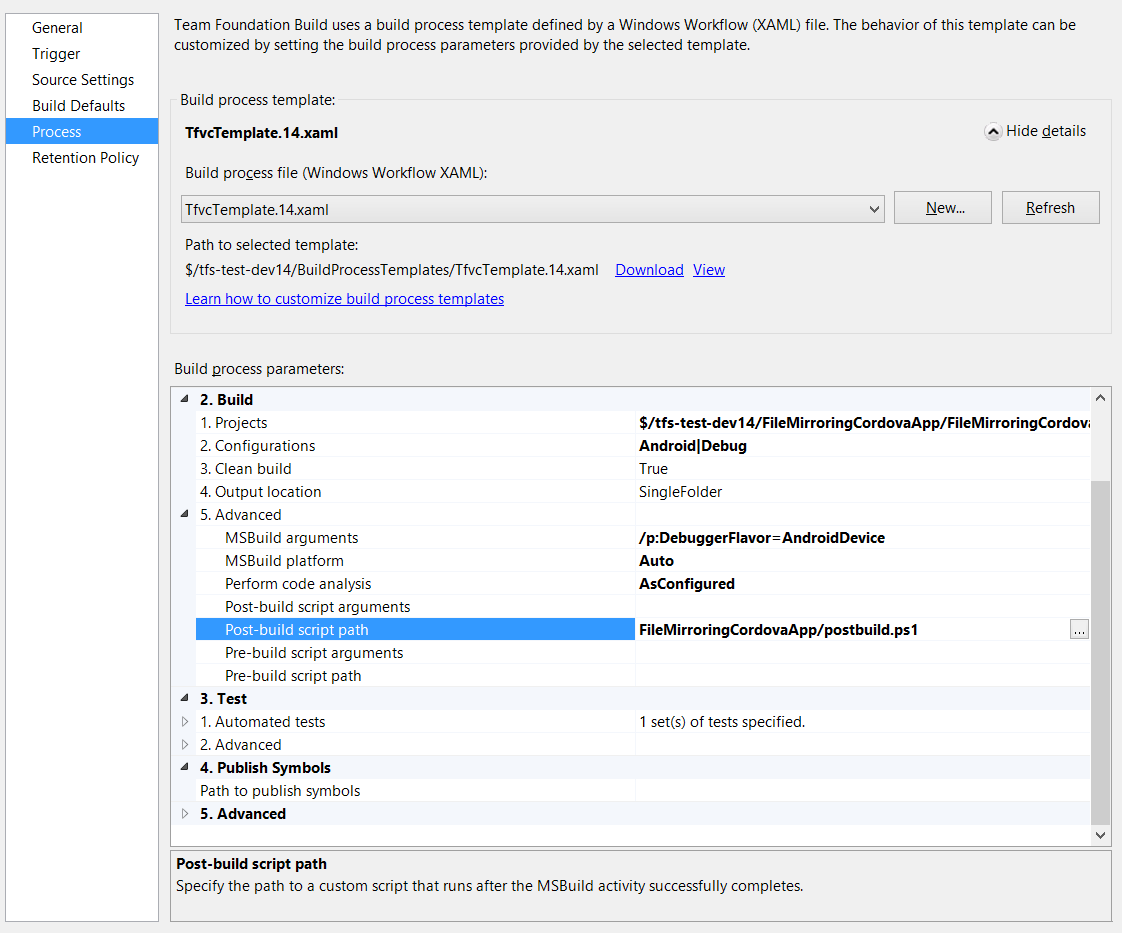 General
Trigger
Source Settings
Build Defaults
Process
Retention Policy
Team Foundation Build uses a build process template defined by a Windows Workflow (XAML) file. The behavior of this template can be
customized by setting the build process parameters provided by the selected template.
Build process template:
TfvcTemplate.14.xaml
Hide details
Build process file (Windows Workflow XAML):
TfvcTemplate.14.xaml
New...
Refresh
Path to selected template:
$/tfs-test-dev14/BuildProcessTemplates/TfvcTemplate.14.xaml Download View
Learn how to customize build process templates
Build process parameters:
2. Build
1. Projects $/tfs-test-dev14/FileMirroringCordovaApp/FileMirroringCordova
2. Configurations Android|Debug
3. Clean build True
4. Output location SingleFolder
5. Advanced
MSBuild arguments /p:DebuggerFlavor=AndroidDevice
MSBuild platform Auto
Perform code analysis AsConfigured
Post-build script arguments
Post-build script path FileMirroringCordovaApp/postbuild.ps1 ...
Pre-build script arguments
Pre-build script path
3. Test
1. Automated tests 1 set(s) of tests specified.
2. Advanced
4. Publish Symbols
Path to publish symbols
5. Advanced
Post-build script path
Specify the path to a custom script that runs after the MSBuild activity successfully completes.